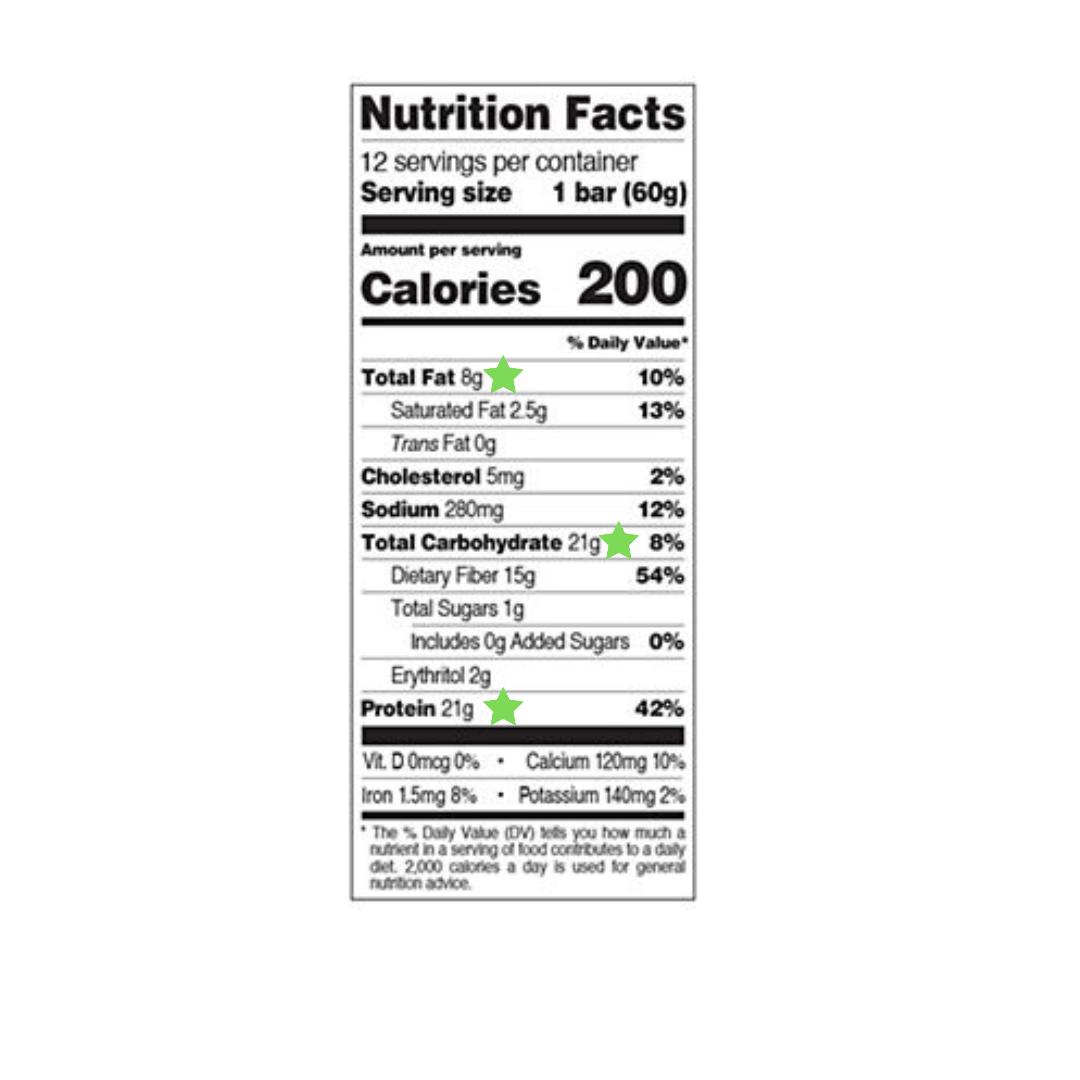 Nutrition Facts
12 servings per container
Serving size 1 bar (60g)
Amount per serving
Calories 200
% Daily Value*
Total Fat 8g 10%
Saturated Fat 2.5g 13%
Trans Fat 0g
Cholesterol 5mg 2%
Sodium 280mg 12%
Total Carbohydrate 21g 8%
Dietary Fiber 15g 54%
Total Sugars 1g
Includes 0g Added Sugars 0%
Erythritol 2g
Protein 21g 42%
Vit. D 0mcg 0% • Calcium 120mg 10%
Iron 1.5mg 8% • Potassium 140mg 2%
* The % Daily Value (DV) tells you how much a
nutrient in a serving of food contributes to a daily
diet. 2,000 calories a day is used for general
nutrition advice.